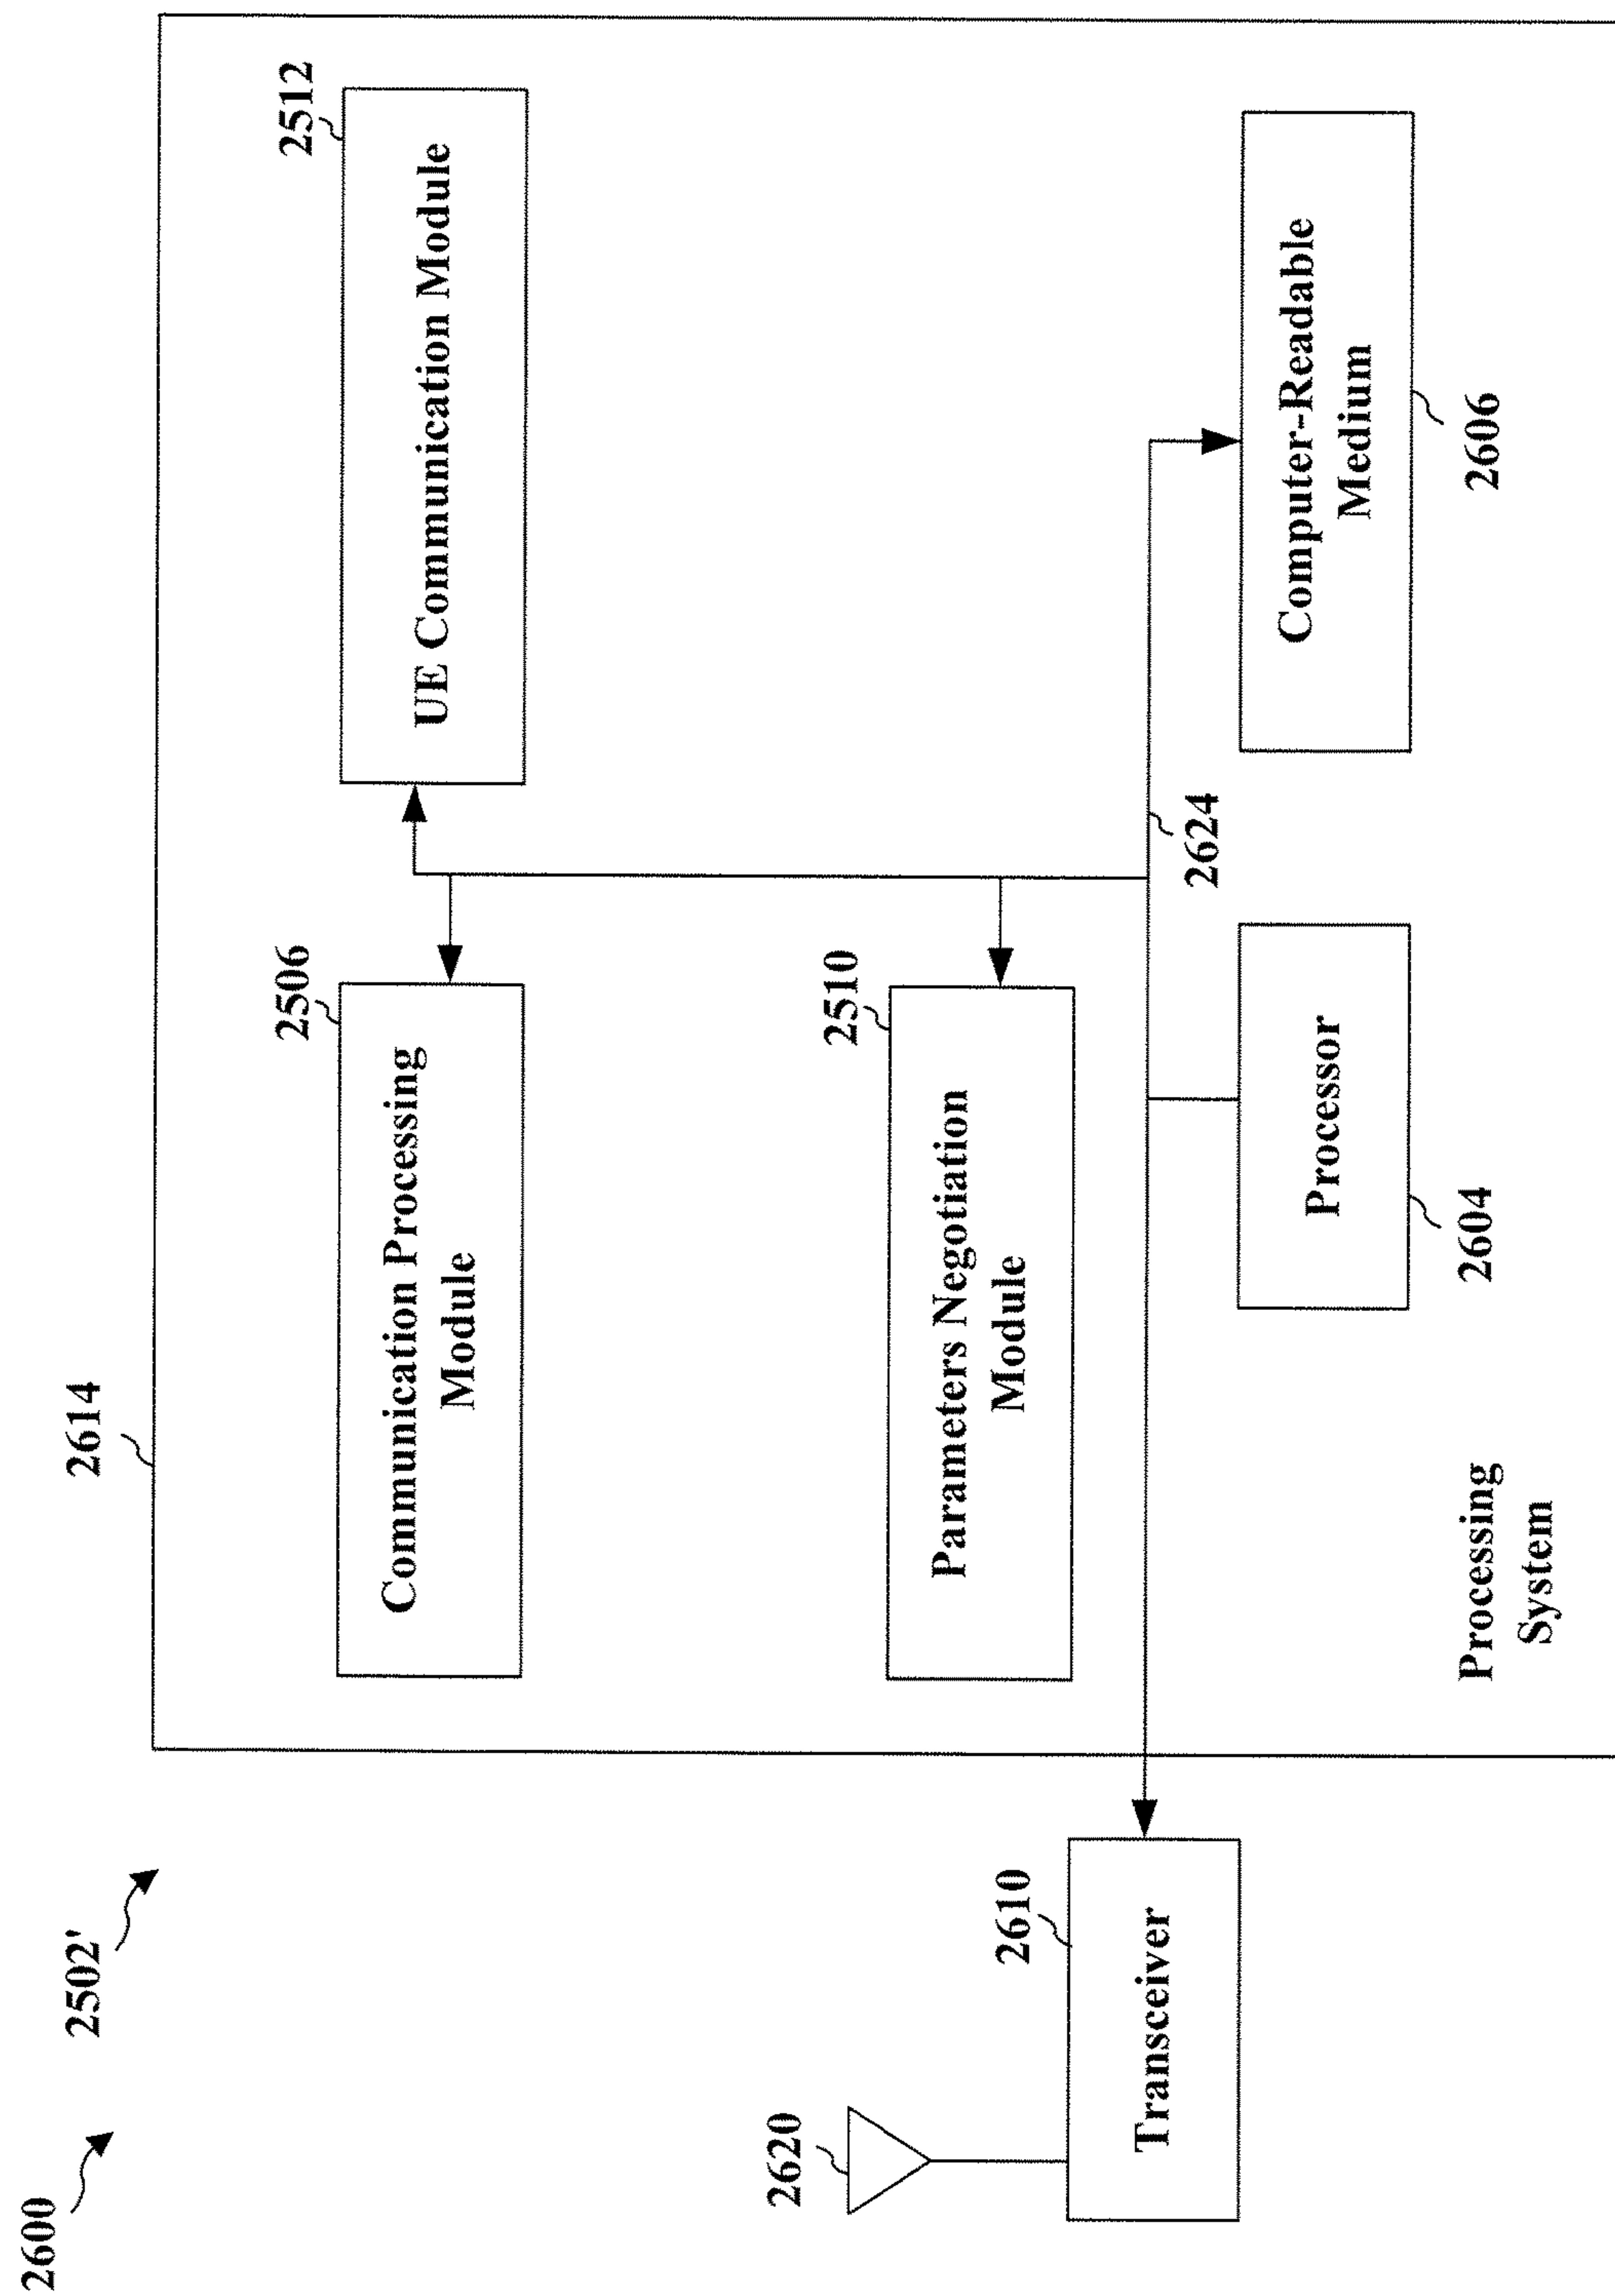 2600
2502'
2614
2506
Communication Processing
Module
2512
UE Communication Module
2510
Parameters Negotiation
Module
2620
2610
Transceiver
2624
Processor
2604
Computer-Readable
Medium
2606
Processing
System